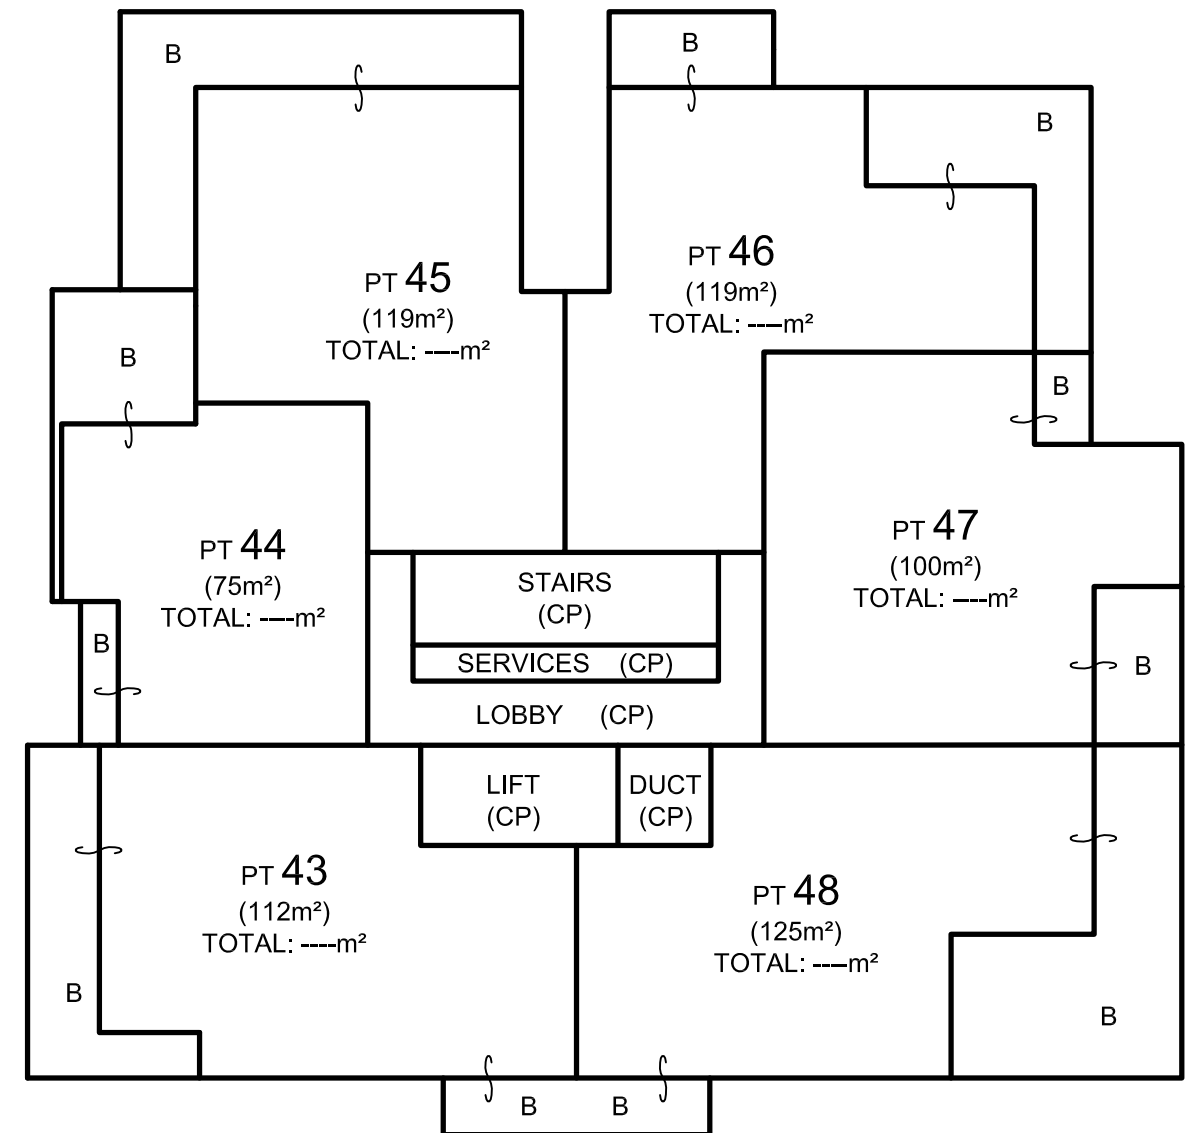 B
B
B
PT 45
(119m²)
TOTAL: ----m²
PT 46
(119m²)
TOTAL: ----m²
B
B
PT 44
(75m²)
TOTAL: ----m²
PT 47
(100m²)
TOTAL: ----m²
STAIRS
(CP)
SERVICES (CP)
B
B
LOBBY (CP)
LIFT
(CP)
DUCT
(CP)
PT 43
(112m²)
TOTAL: ----m²
PT 48
(125m²)
TOTAL: ----m²
B
B
B
B